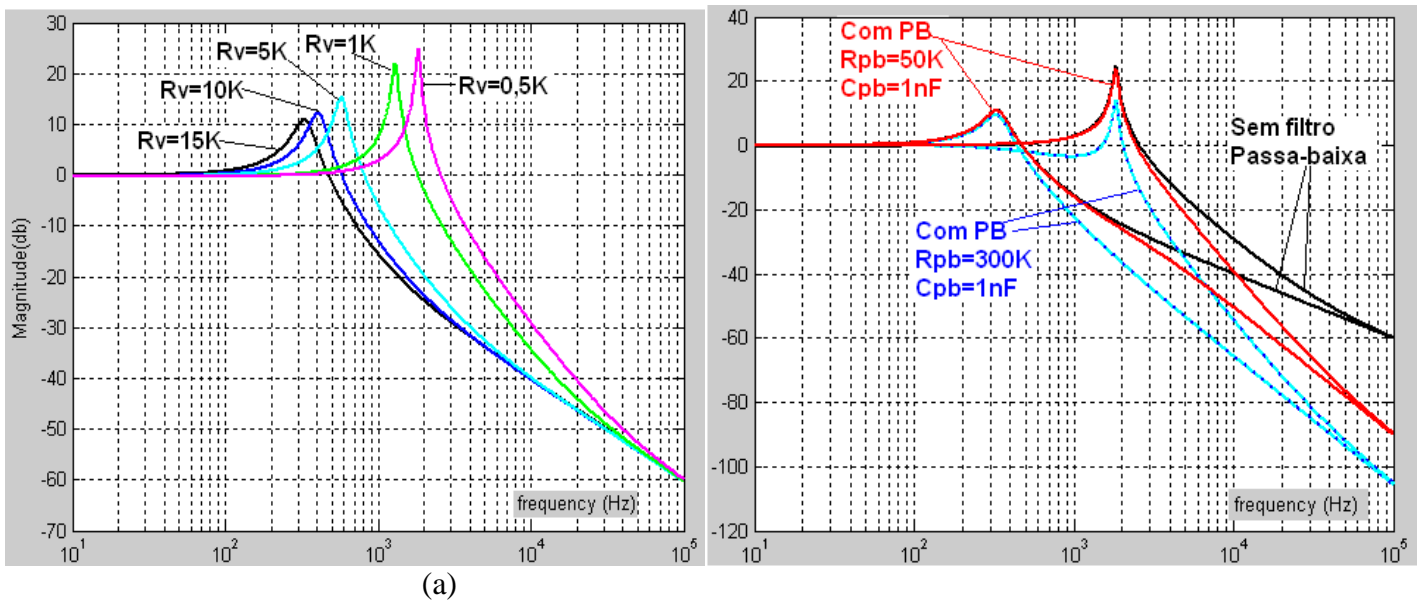 30
20
10
0
-10
-20
-30
-40
-50
-60
-70
Magnitude(db)
Rv=5K
Rv=1K
Rv=10K
Rv=0,5K
Rv=15K
frequency (Hz)
10^1
10^2
10^3
10^4
10^5
(a)
40
20
0
-20
-40
-60
-80
-100
-120
Com PB
Rpb=50K
Cpb=1nF
Sem filtro
Passa-baixa
Com PB
Rpb=300K
Cpb=1nF
frequency (Hz)
10^1
10^2
10^3
10^4
10^5